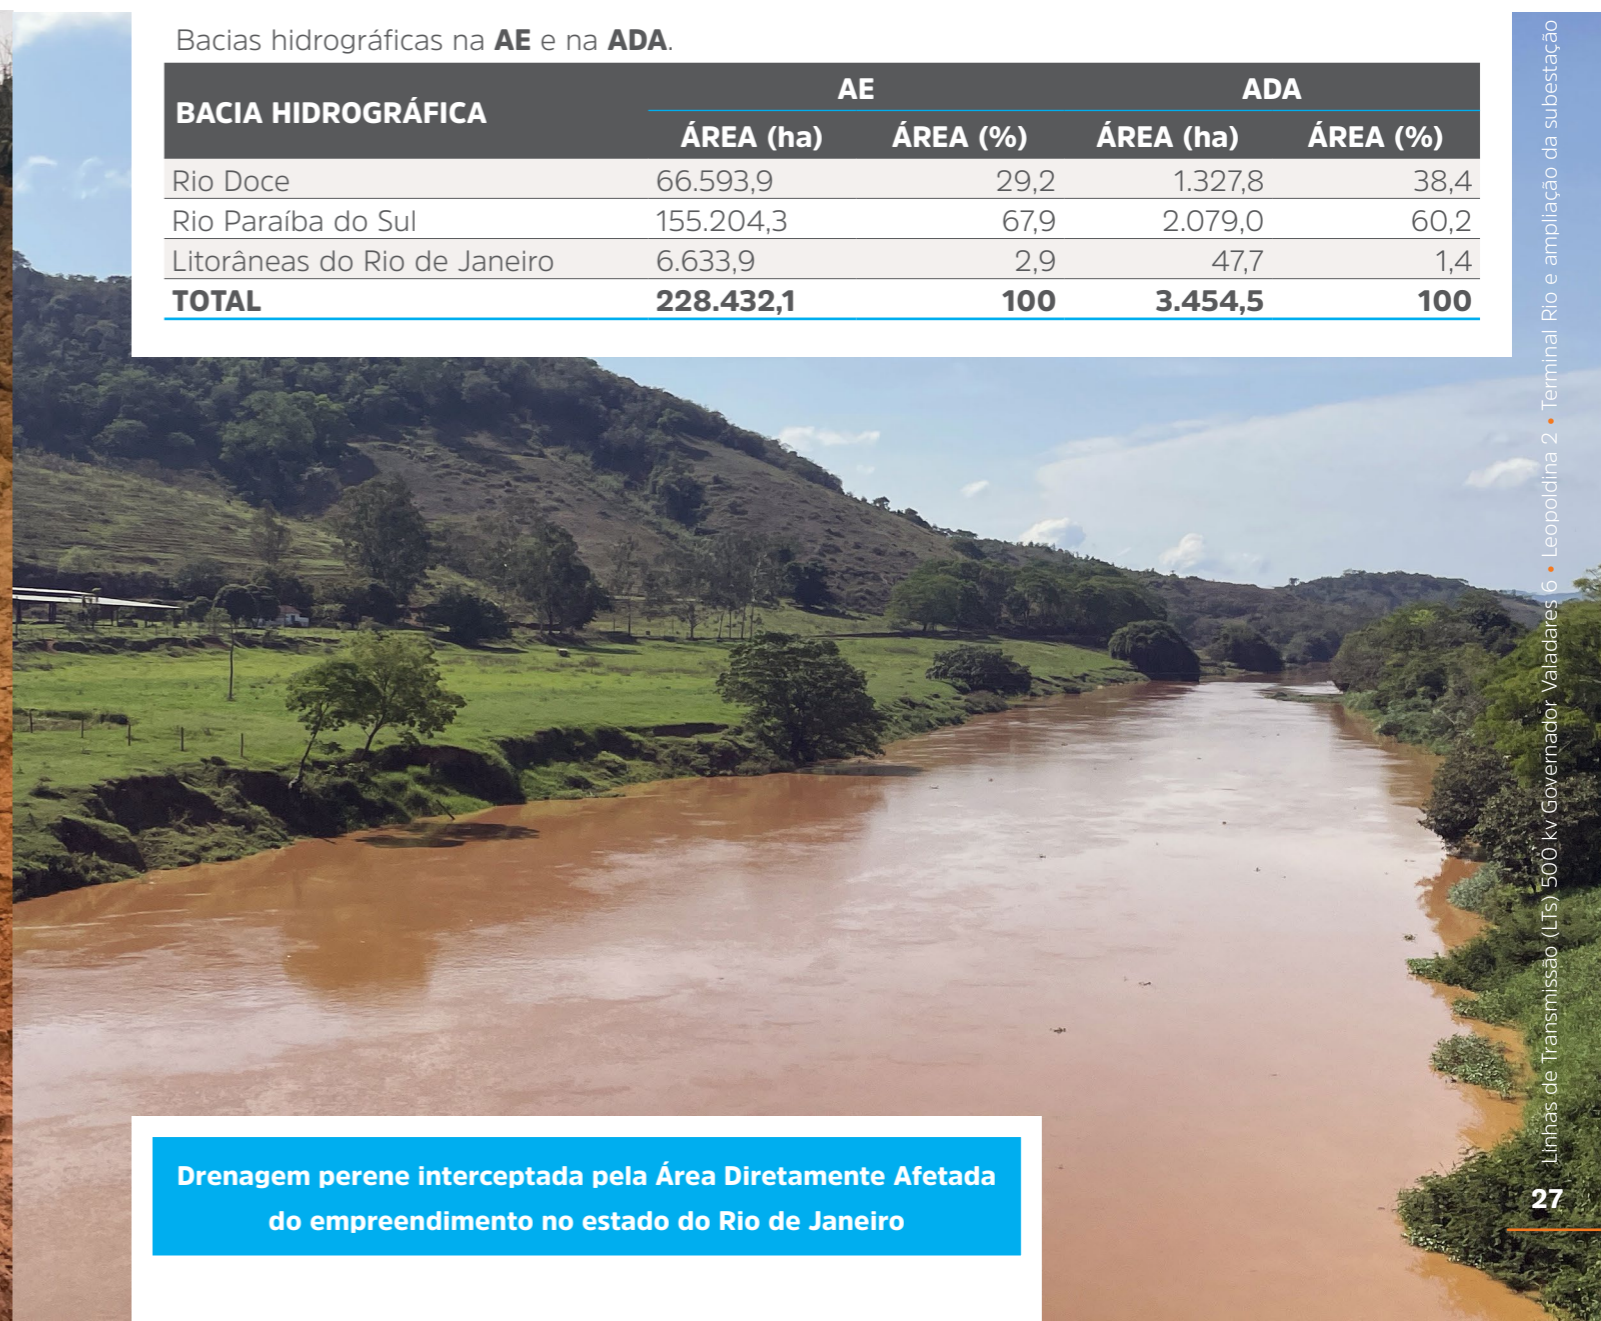 Bacias hidrográficas na AE e na ADA.
BACIA HIDROGRÁFICA AE ADA
ÁREA (ha) ÁREA (%) ÁREA (ha) ÁREA (%)
Rio Doce 66.593,9 29,2 1.327,8 38,4
Rio Paraíba do Sul 155.204,3 67,9 2.079,0 60,2
Litorâneas do Rio de Janeiro 6.633,9 2,9 47,7 1,4
TOTAL 228.432,1 100 3.454,5 100
Drenagem perene interceptada pela Área Diretamente Afetada
do empreendimento no estado do Rio de Janeiro
Linhas de Transmissão (LTs) 500 kv Governador Valadares 6 • Leopoldina 2 • Terminal Rio e ampliação da subestação
27